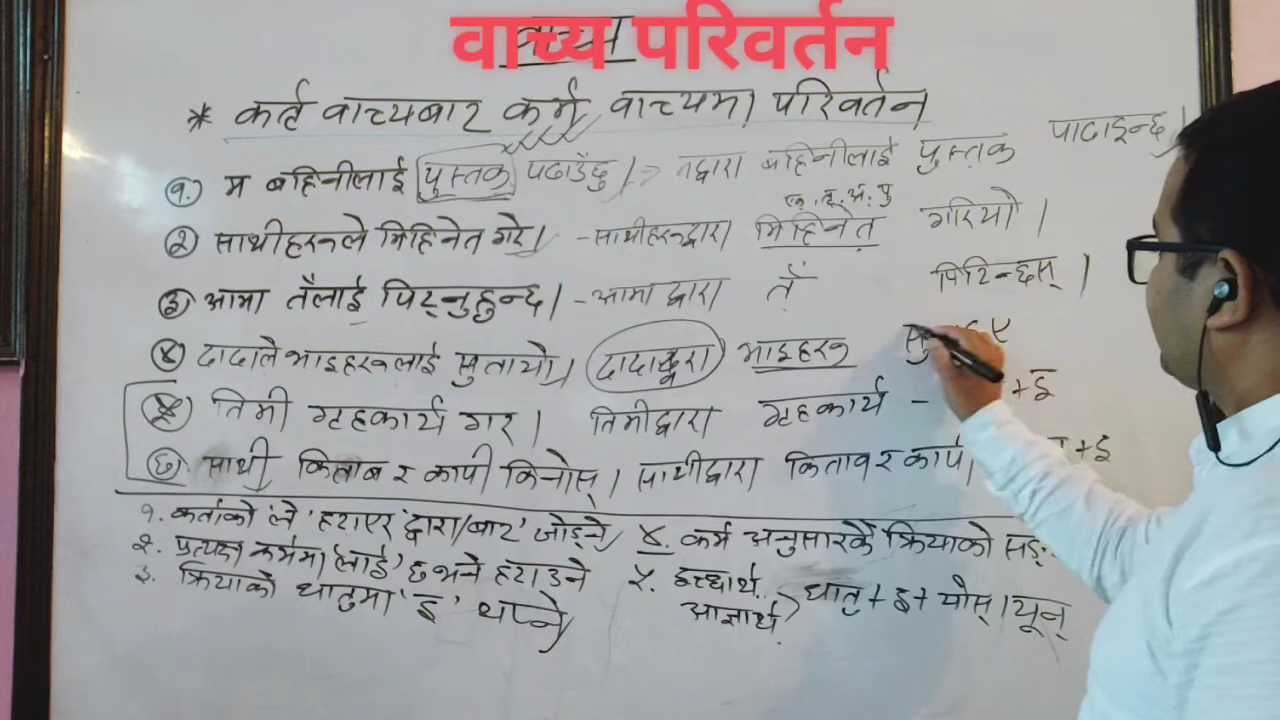 वाच्य परिवर्तन
वाच्य
* कर्तृ वाच्यबाट कर्म वाच्यमा परिवर्तन
१. म बहिनीलाई पुस्तक पठाउँछु। => मद्वारा बहिनीलाई पुस्तक पठाइन्छ।
२ साथीहरूले मिहिनेत गरे। - साथीहरूद्वारा मिहिनेत गरियो।
३ आमा तँलाई पिट्नुहुन्छ। - आमाद्वारा तँ पिटिन्छस्।
४ दादाले भाइहरूलाई सुतायो। दादाद्वारा भाइहरू
५ तिमी गृहकार्य गर। तिमीद्वारा गृहकार्य - +इ
६ साथी किताब र कापी किनोस्। साथीद्वारा किताब र कापी +इ
१. कर्ताको 'ले' हटाएर 'द्वारा/बाट' जोड्ने
२. प्रत्यक्ष कर्ममा 'लाई' छ भने हटाउने
३. क्रियाको धातुमा 'इ' थप्ने
४. कर्म अनुसारकै क्रियाको
५. इच्छार्थ
आज्ञार्थ > धातु + इ + योस्। यून्